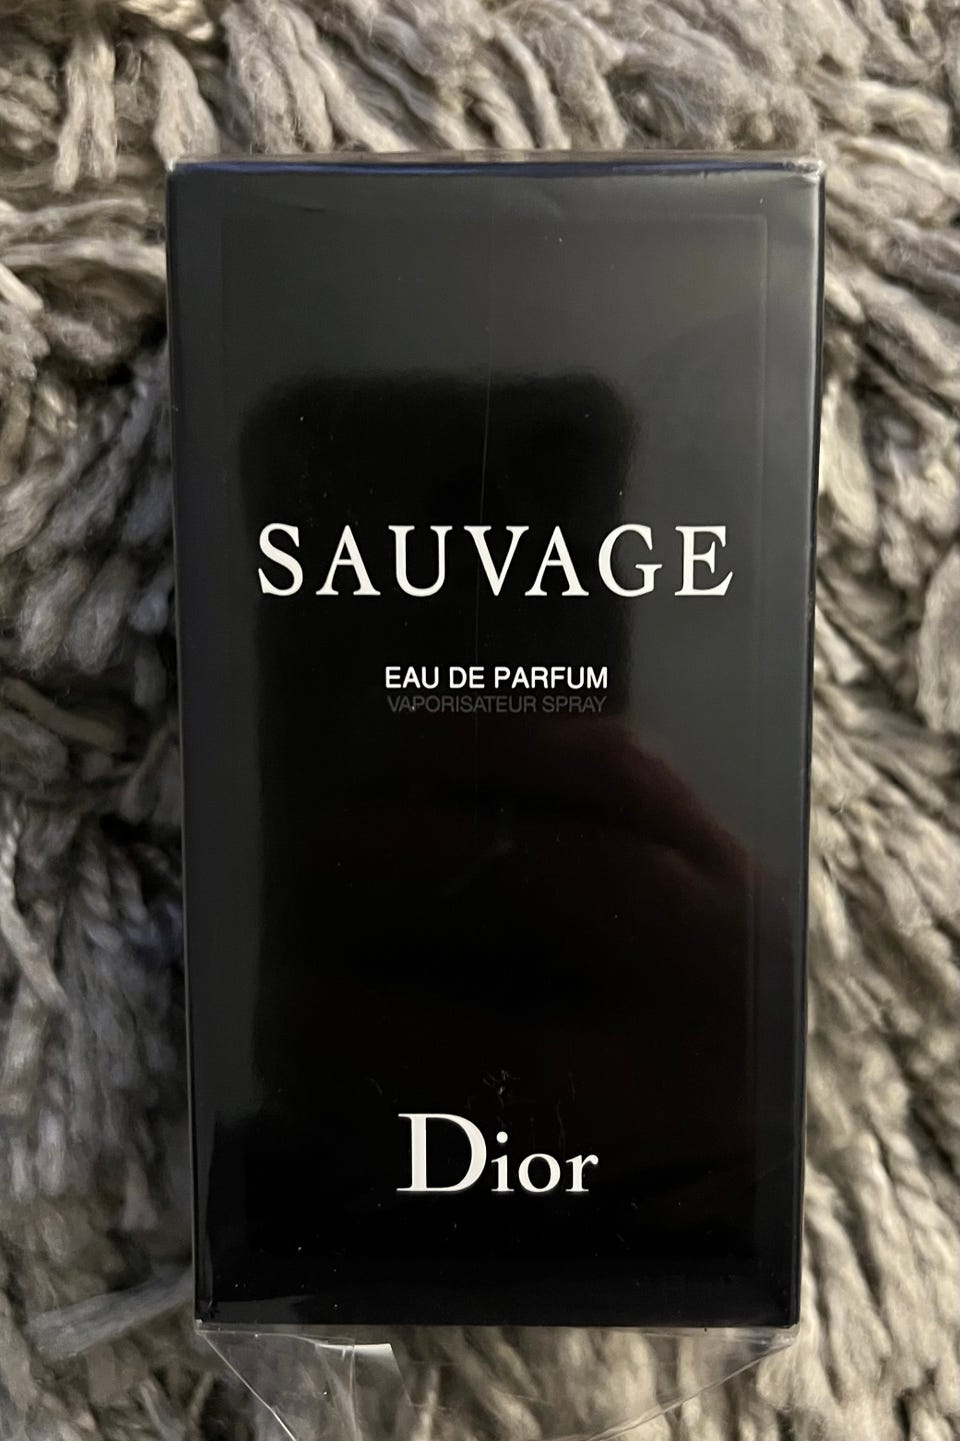 SAUVAGE
EAU DE PARFUM
VAPORISATEUR SPRAY
Dior